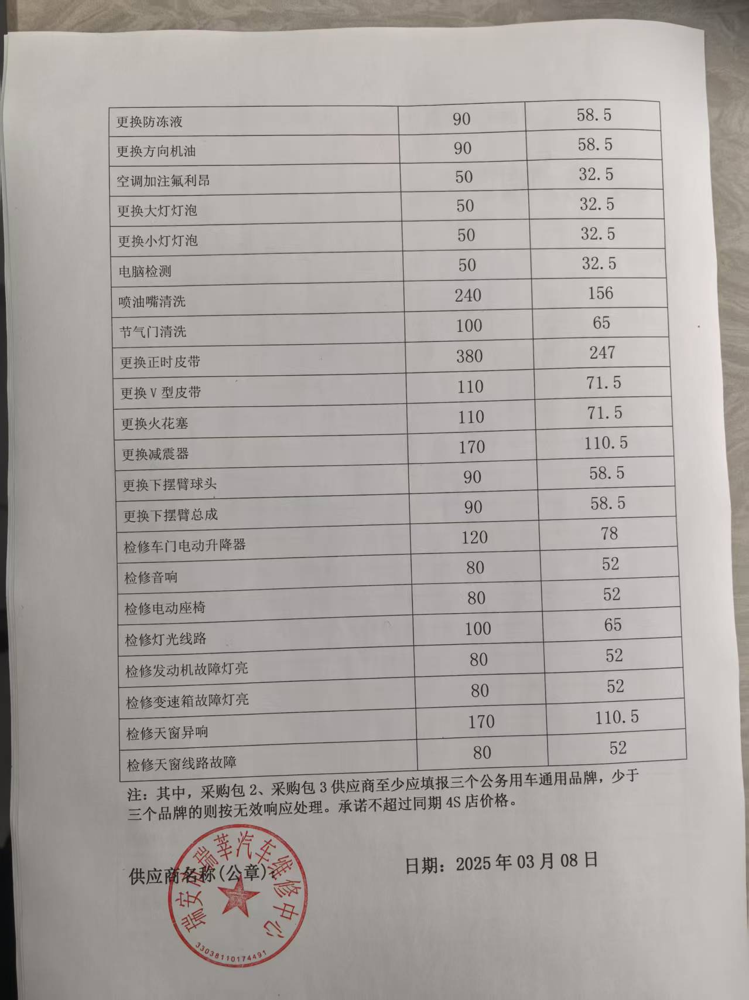 更换防冻液 90 58.5
更换方向机油 90 58.5
空调加注氟利昂 50 32.5
更换大灯灯泡 50 32.5
更换小灯灯泡 50 32.5
电脑检测 50 32.5
喷油嘴清洗 240 156
节气门清洗 100 65
更换正时皮带 380 247
更换V型皮带 110 71.5
更换火花塞 110 71.5
更换减震器 170 110.5
更换下摆臂球头 90 58.5
更换下摆臂总成 90 58.5
检修车门电动升降器 120 78
检修音响 80 52
检修电动座椅 80 52
检修灯光线路 100 65
检修发动机故障灯亮 80 52
检修变速箱故障灯亮 80 52
检修天窗异响 170 110.5
检修天窗线路故障 80 52
注：其中，采购包2、采购包3供应商至少应填报三个公务用车通用品牌，少于
三个品牌的则按无效响应处理。承诺不超过同期4S店价格。
供应商名称(公章)： 日期：2025年03月08日
瑞安市瑞莘汽车维修中心
33038110174491